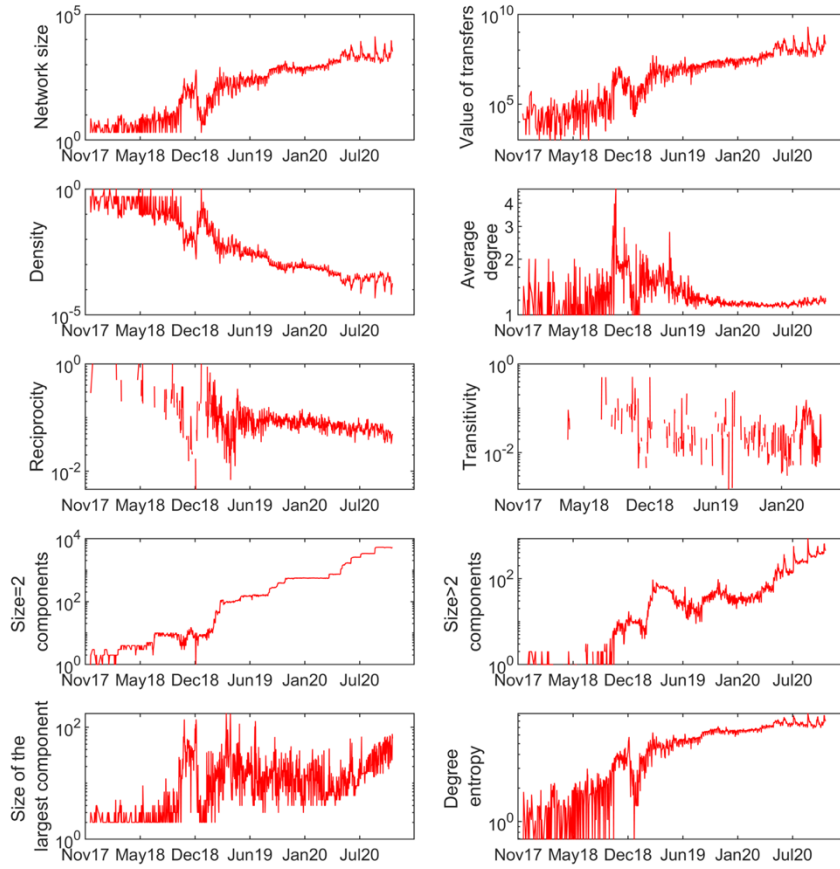 Network size
10^5
10^0
Nov17 May18 Dec18 Jun19 Jan20 Jul20
Value of transfers
10^10
10^5
Nov17 May18 Dec18 Jun19 Jan20 Jul20
Density
10^0
10^-5
Nov17 May18 Dec18 Jun19 Jan20 Jul20
Average
degree
4
3
2
1
Nov17 May18 Dec18 Jun19 Jan20 Jul20
Reciprocity
10^0
10^-2
Nov17 May18 Dec18 Jun19 Jan20 Jul20
Transitivity
10^0
10^-2
Nov17 May18 Dec18 Jun19 Jan20
Size=2
components
10^4
10^2
10^0
Nov17 May18 Dec18 Jun19 Jan20 Jul20
Size>2
components
10^2
10^0
Nov17 May18 Dec18 Jun19 Jan20 Jul20
Size of the
largest component
10^2
10^0
Nov17 May18 Dec18 Jun19 Jan20 Jul20
Degree
entropy
10^0
Nov17 May18 Dec18 Jun19 Jan20 Jul20